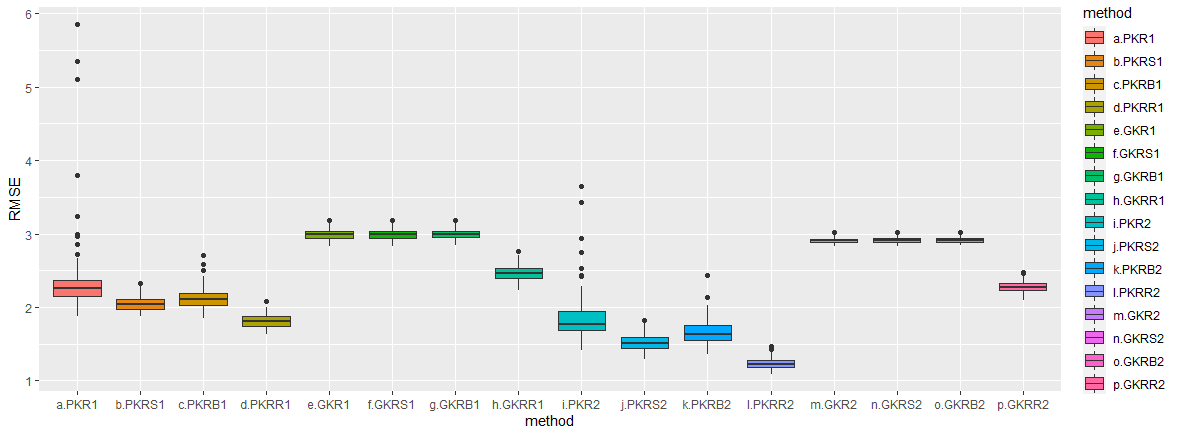 6
5
4
3
2
1
RMSE
a.PKR1 b.PKRS1 c.PKRB1 d.PKRR1 e.GKR1 f.GKRS1 g.GKRB1 h.GKRR1 i.PKR2 j.PKRS2 k.PKRB2 l.PKRR2 m.GKR2 n.GKRS2 o.GKRB2 p.GKRR2
method
method
a.PKR1
b.PKRS1
c.PKRB1
d.PKRR1
e.GKR1
f.GKRS1
g.GKRB1
h.GKRR1
i.PKR2
j.PKRS2
k.PKRB2
l.PKRR2
m.GKR2
n.GKRS2
o.GKRB2
p.GKRR2